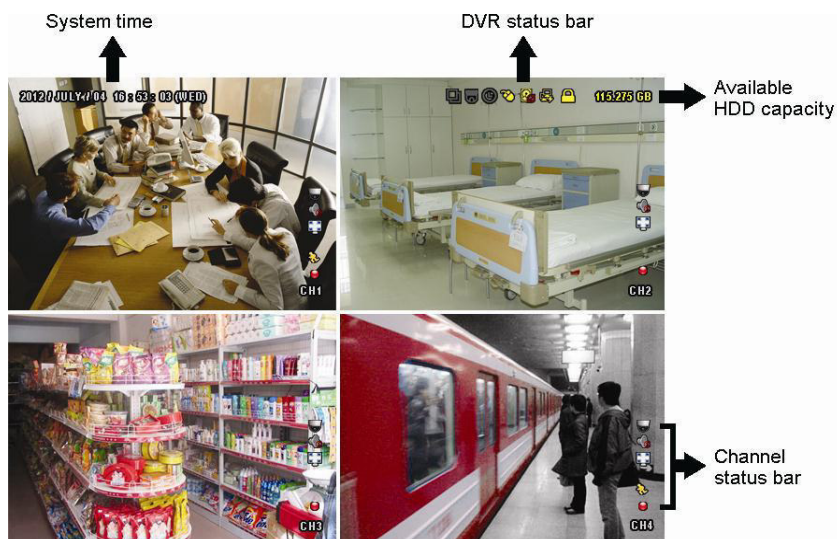 System time
DVR status bar
2012 / JULY / 04 16 : 53 : 03 (WED)
115.275 GB
Available
HDD capacity
CH1
CH2
Channel
status bar
CH3
CH4